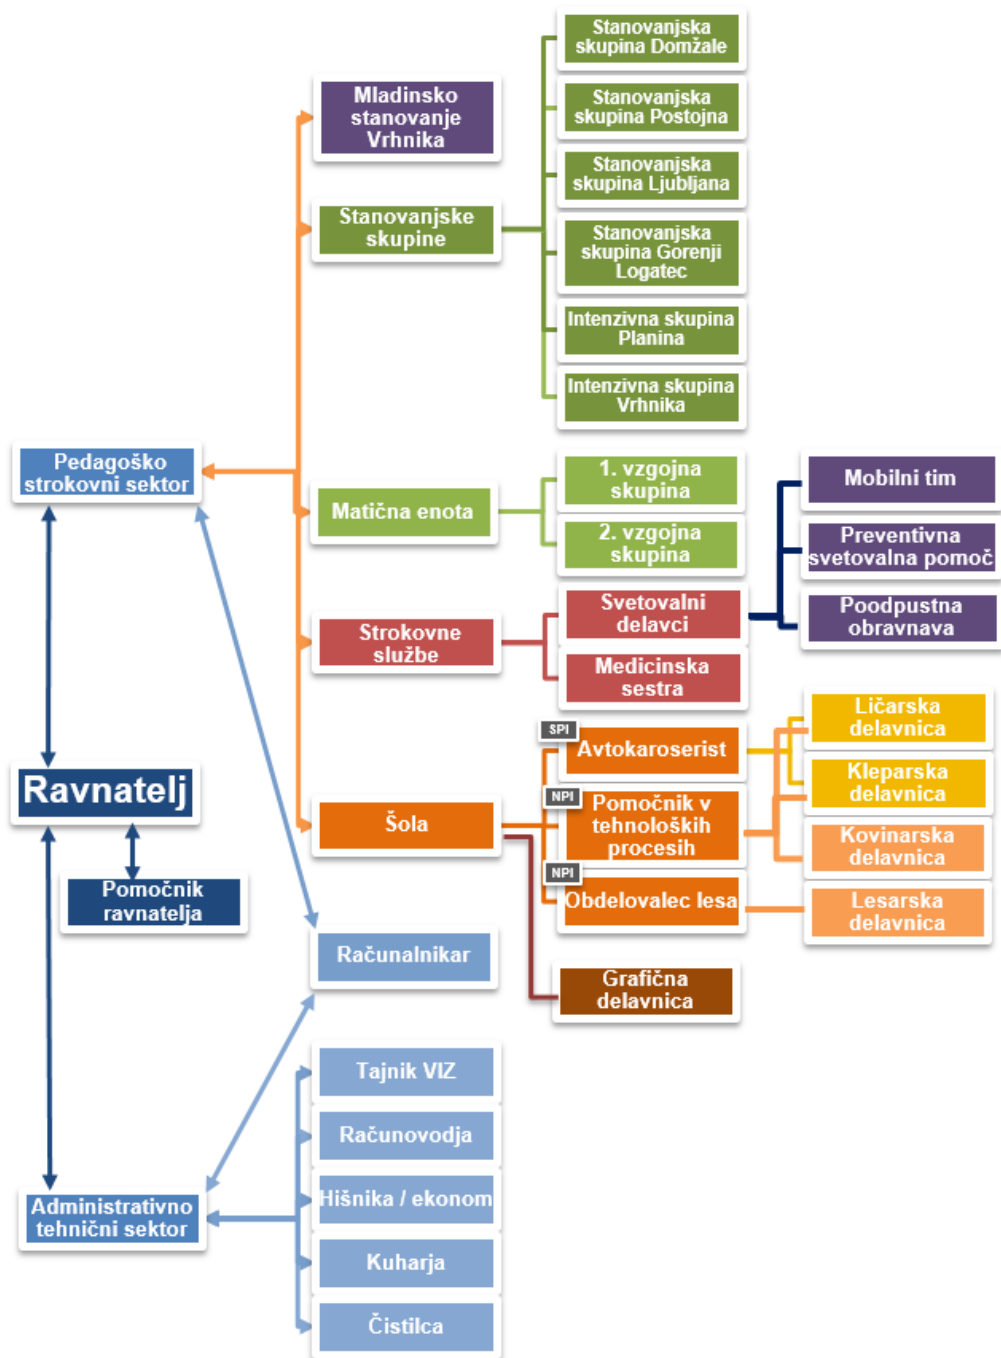 Stanovanjska
skupina Domžale
Mladinsko
stanovanje
Vrhnika
Stanovanjska
skupina Postojna
Stanovanjska
skupina Ljubljana
Stanovanjske
skupine
Stanovanjska
skupina Gorenji
Logatec
Intenzivna skupina
Planina
Intenzivna skupina
Vrhnika
Pedagoško
strokovni sektor
Matična enota
1. vzgojna
skupina
2. vzgojna
skupina
Mobilni tim
Preventivna
svetovalna pomoč
Poodpustna
obravnava
Strokovne
službe
Svetovalni
delavci
Medicinska
sestra
Ravnatelj
Pomočnik
ravnatelja
Šola
SPI
Avtokaroserist
NPI
Pomočnik v
tehnoloških
procesih
NPI
Obdelovalec lesa
Ličarska
delavnica
Kleparska
delavnica
Kovinarska
delavnica
Lesarska
delavnica
Grafična
delavnica
Računalnikar
Tajnik VIZ
Računovodja
Hišnika / ekonom
Kuharja
Čistilca
Administrativno
tehnični sektor